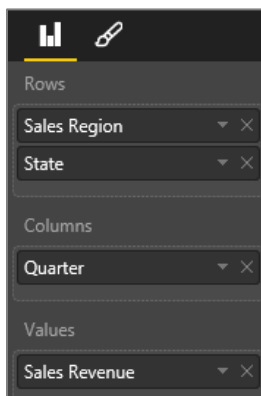 Rows
Sales Region
State
Columns
Quarter
Values
Sales Revenue